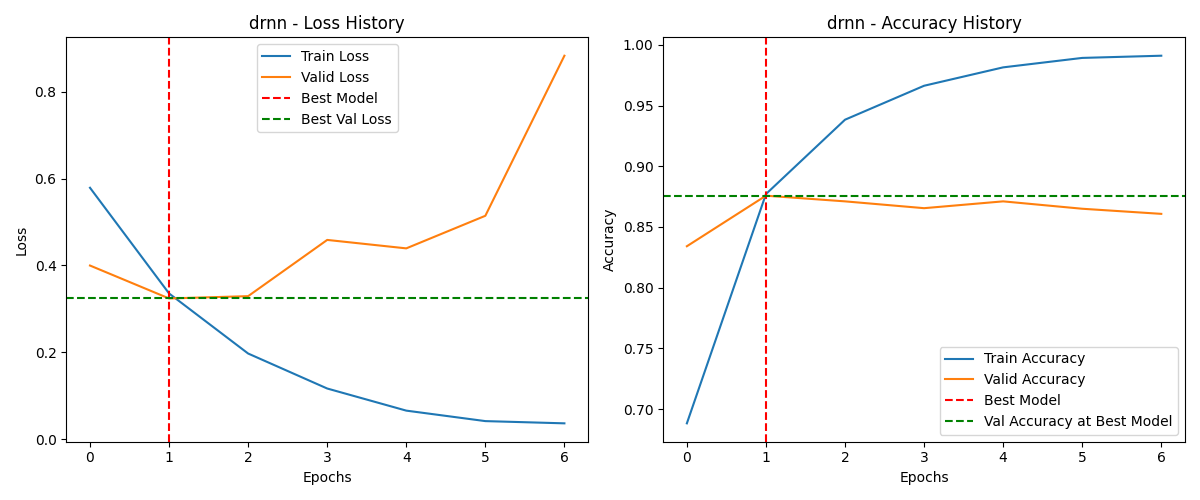 drnn - Loss History
Train Loss
Valid Loss
Best Model
Best Val Loss
0.8
0.6
0.4
0.2
0.0
Loss
0 1 2 3 4 5 6
Epochs
drnn - Accuracy History
1.00
0.95
0.90
0.85
0.80
0.75
0.70
Accuracy
Train Accuracy
Valid Accuracy
Best Model
Val Accuracy at Best Model
0 1 2 3 4 5 6
Epochs